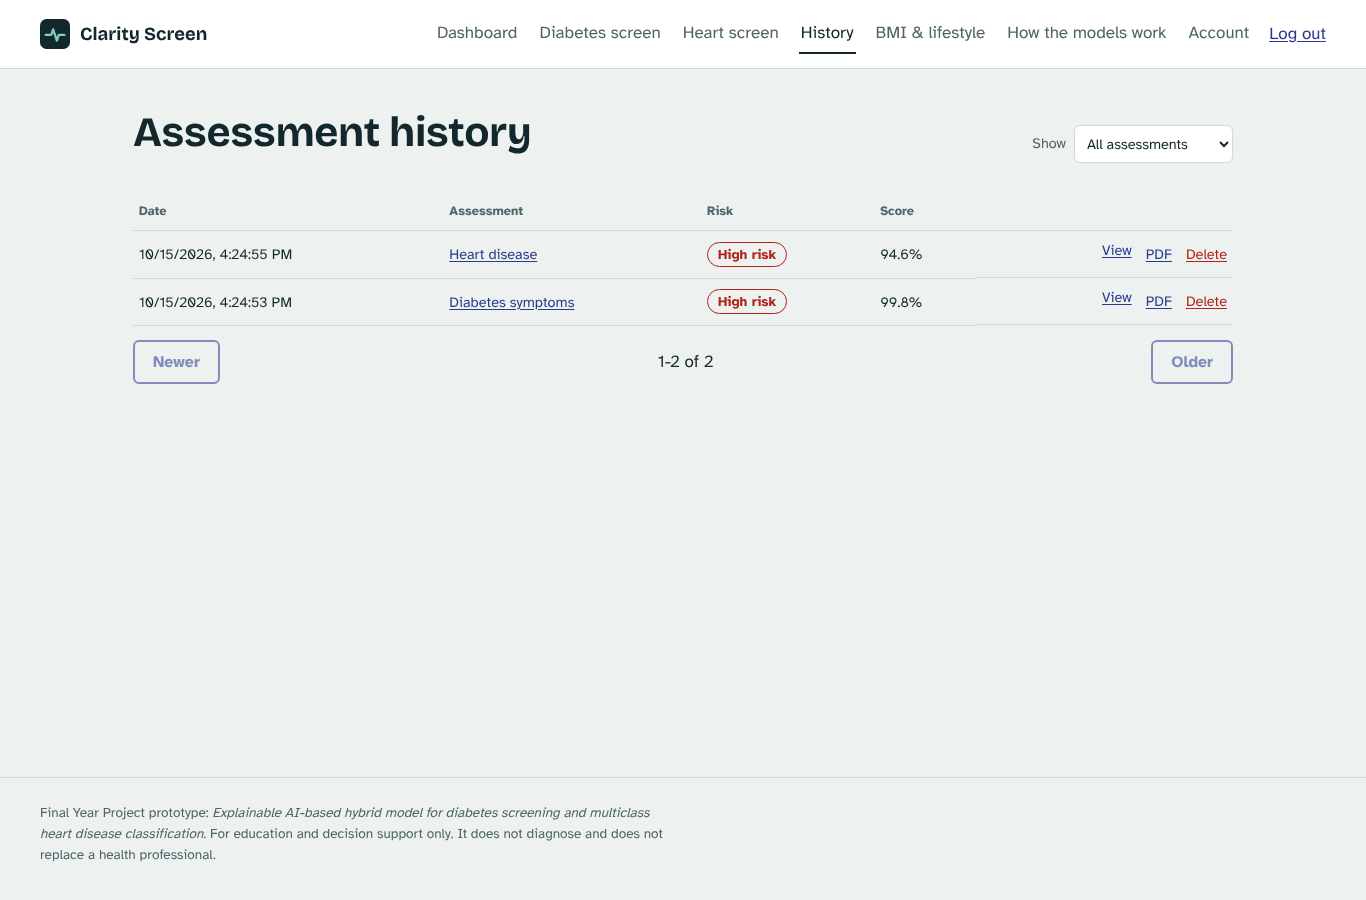 Clarity Screen
Dashboard Diabetes screen Heart screen History BMI & lifestyle How the models work Account Log out
Assessment history
Show All assessments
Date Assessment Risk Score
10/15/2026, 4:24:55 PM Heart disease High risk 94.6% View PDF Delete
10/15/2026, 4:24:53 PM Diabetes symptoms High risk 99.8% View PDF Delete
Newer 1-2 of 2 Older
Final Year Project prototype: Explainable AI-based hybrid model for diabetes screening and multiclass
heart disease classification. For education and decision support only. It does not diagnose and does not
replace a health professional.